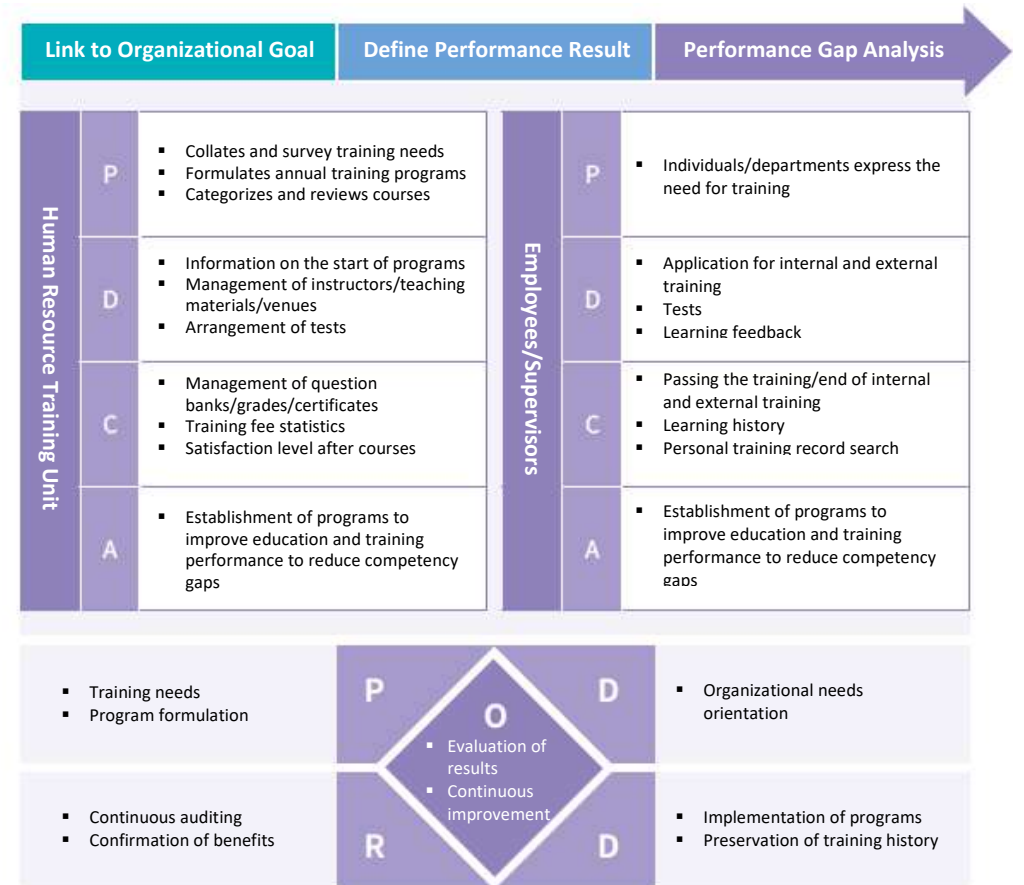 Link to Organizational Goal
Define Performance Result
Performance Gap Analysis
Human Resource Training Unit
P
▪ Collates and survey training needs
▪ Formulates annual training programs
▪ Categorizes and reviews courses
D
▪ Information on the start of programs
▪ Management of instructors/teaching
materials/venues
▪ Arrangement of tests
C
▪ Management of question
banks/grades/certificates
▪ Training fee statistics
▪ Satisfaction level after courses
A
▪ Establishment of programs to
improve education and training
performance to reduce competency
gaps
Employees/Supervisors
P
▪ Individuals/departments express the
need for training
D
▪ Application for internal and external
training
▪ Tests
▪ Learning feedback
C
▪ Passing the training/end of internal
and external training
▪ Learning history
▪ Personal training record search
A
▪ Establishment of programs to
improve education and training
performance to reduce competency
gaps
▪ Training needs
▪ Program formulation
P
D
▪ Organizational needs
orientation
O
▪ Evaluation of
results
▪ Continuous
improvement
▪ Continuous auditing
▪ Confirmation of benefits
R
D
▪ Implementation of programs
▪ Preservation of training history